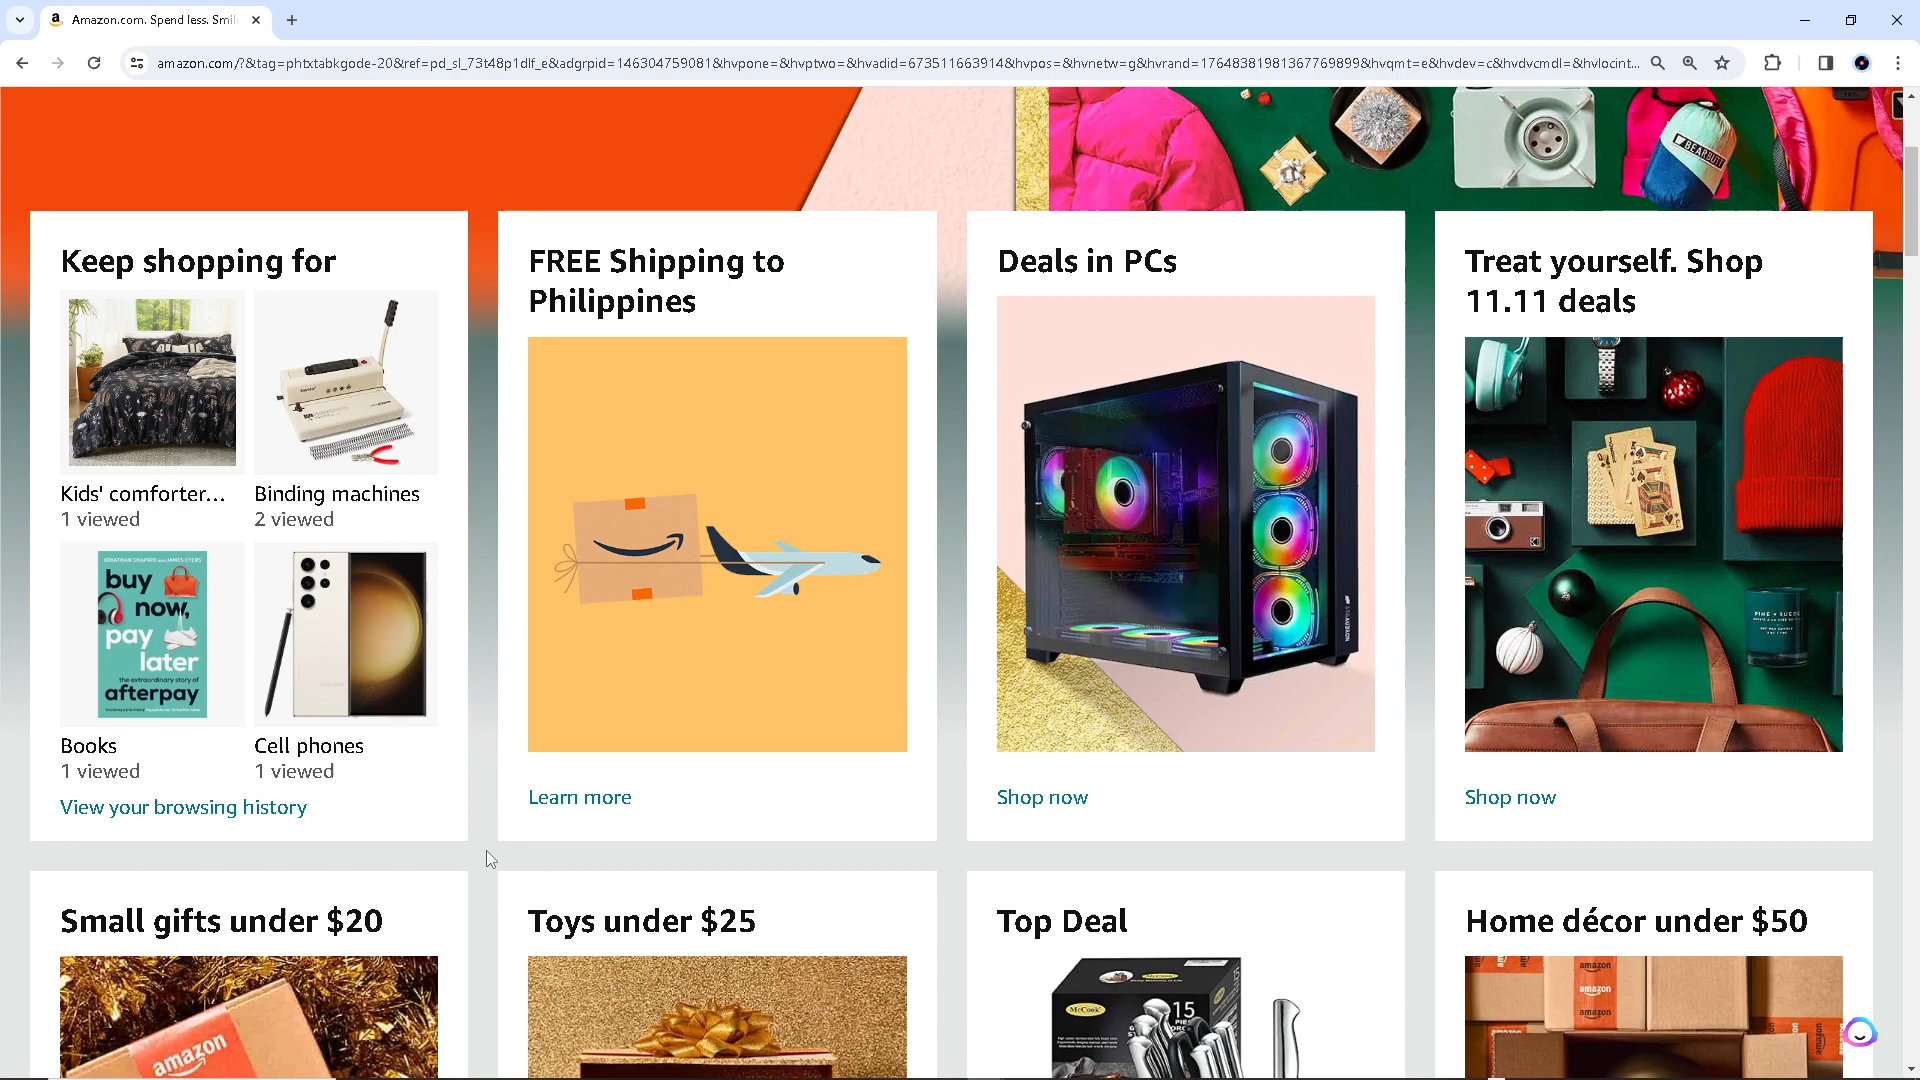 Amazon.com. Spend less. Smil
amazon.com/?&tag=phtxtabkgode-20&ref=pd_sl_73t48p1dlf_e&adgrpid=146304759081&hvpone=&hvptwo=&hvadid=673511663914&hvpos=&hvnetw=g&hvrand=17648381981367769899&hvqmt=e&hvdev=c&hvdvcmdl=&hvlocint...
BEARBUTT
Keep shopping for
Kids' comforter...
1 viewed
Binding machines
2 viewed
JONATHAN SHAPIRO AND JAMES EYERS
buy
now,
pay
later
the extraordinary story of
afterpay
Books
1 viewed
Cell phones
1 viewed
View your browsing history
FREE Shipping to
Philippines
Learn more
Deals in PCs
Shop now
Treat yourself. Shop
11.11 deals
PINE + SUEDE
Shop now
Small gifts under $20
amazon
Toys under $25
Top Deal
McCook
15
Home décor under $50
amazon
amazon
amazon